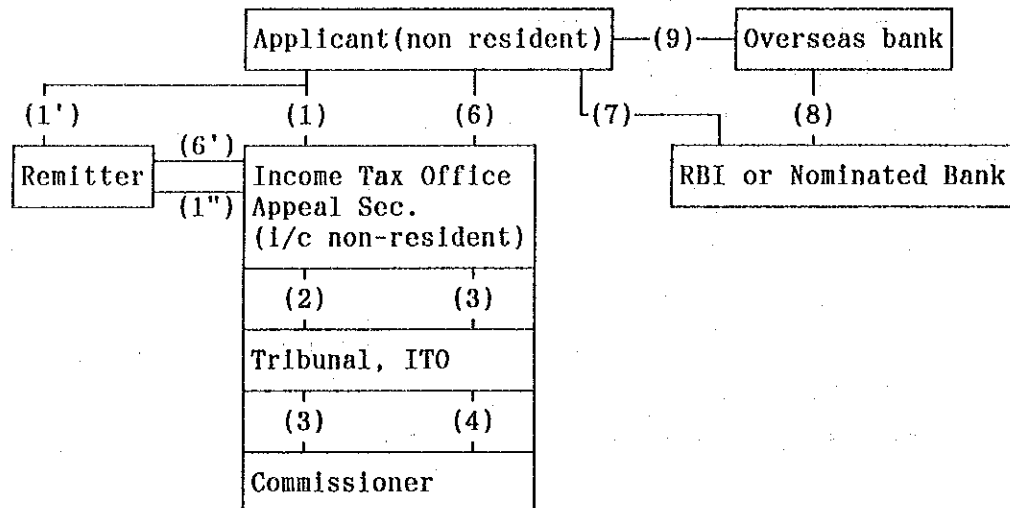 Applicant(non resident) (9) Overseas bank
(1') (1) (6) (7) (8)
(6')
Remitter Income Tax Office RBI or Nominated Bank
(1") Appeal Sec.
(i/c non-resident)
(2) (3)
Tribunal, ITO
(3) (4)
Commissioner